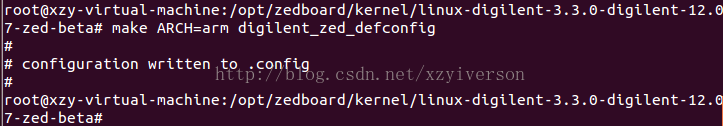 root@xzy-virtual-machine:/opt/zedboard/kernel/linux-digilent-3.3.0-digilent-12.0
7-zed-beta# make ARCH=arm digilent_zed_defconfig
#
# configuration written to .config
#
http://blog.csdn.net/xzyiverson
root@xzy-virtual-machine:/opt/zedboard/kernel/linux-digilent-3.3.0-digilent-12.0
7-zed-beta#